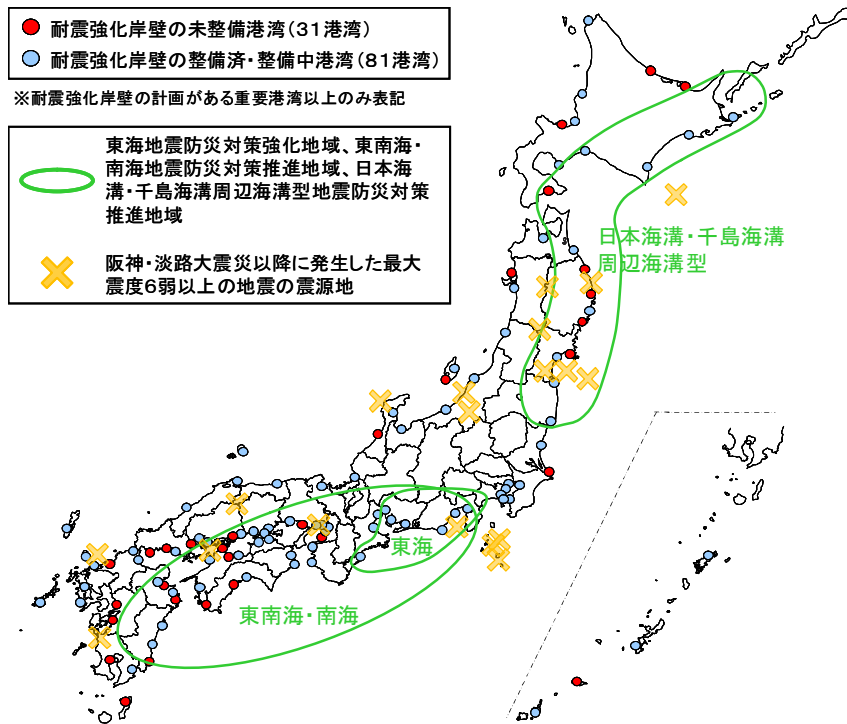 耐震強化岸壁の未整備港湾(31港湾)
耐震強化岸壁の整備済・整備中港湾(81港湾)
※耐震強化岸壁の計画がある重要港湾以上のみ表記
東海地震防災対策強化地域、東南海・
南海地震防災対策推進地域、日本海
溝・千島海溝周辺海溝型地震防災対策
推進地域
阪神・淡路大震災以降に発生した最大
震度6弱以上の地震の震源地
日本海溝・千島海溝
周辺海溝型
東海
東南海・南海